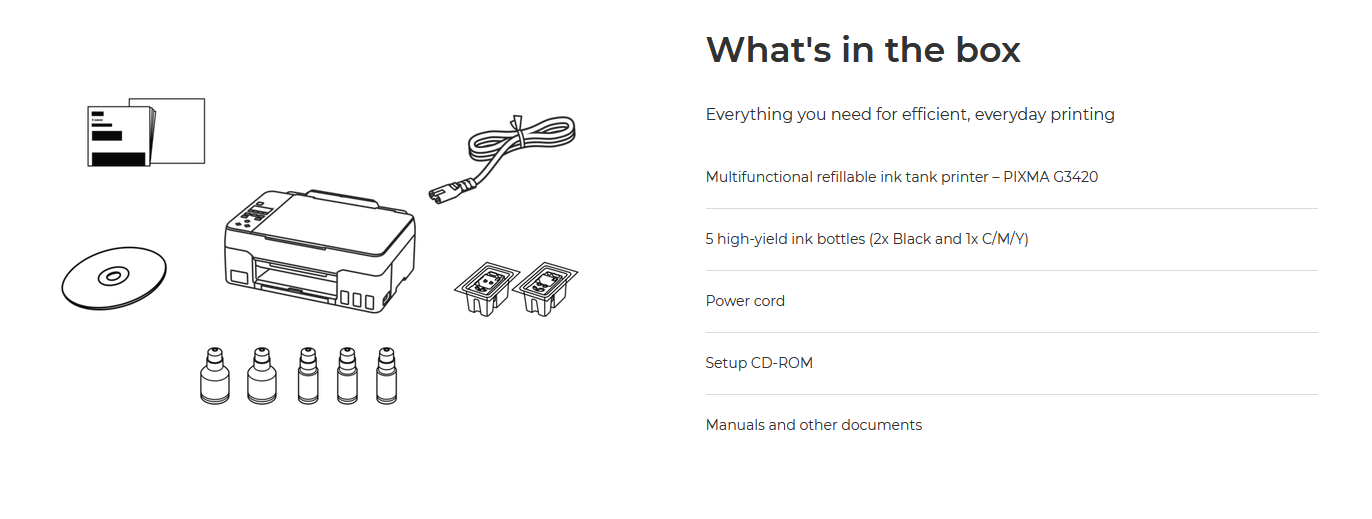 What's in the box
Everything you need for efficient, everyday printing
Multifunctional refillable ink tank printer – PIXMA G3420
5 high-yield ink bottles (2x Black and 1x C/M/Y)
Power cord
Setup CD-ROM
Manuals and other documents